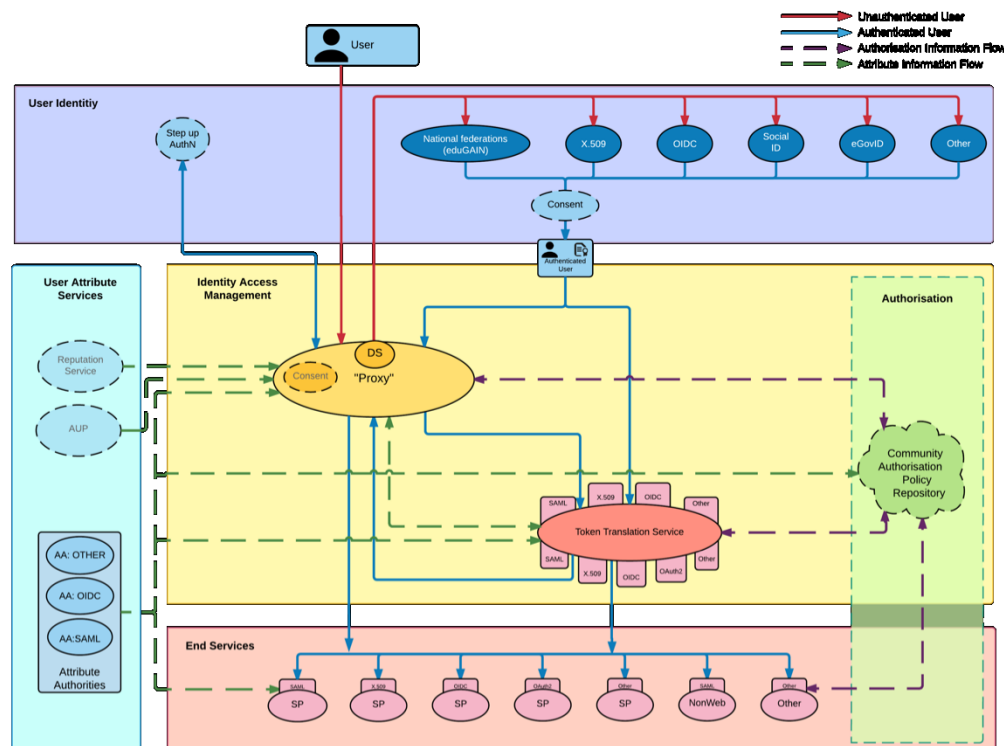 Unauthenticated User
Authenticated User
Authorisation Information Flow
Attribute Information Flow
User
User Identitiy
Step up
AuthN
National federations
(eduGAIN)
X.509
OIDC
Social
ID
eGovID
Other
Consent
Authenticated
User
User Attribute
Services
Identity Access
Management
Authorisation
Reputation
Service
DS
Consent
"Proxy"
AUP
Community
Authorisation
Policy
Repository
SAML
X.509
OIDC
Other
Token Translation Service
SAML
X.509
OIDC
OAuth2
Other
AA: OTHER
AA: OIDC
AA:SAML
Attribute
Authorities
End Services
SAML
SP
X.509
SP
OIDC
SP
OAuth2
SP
Other
SP
SAML
NonWeb
Other
Other